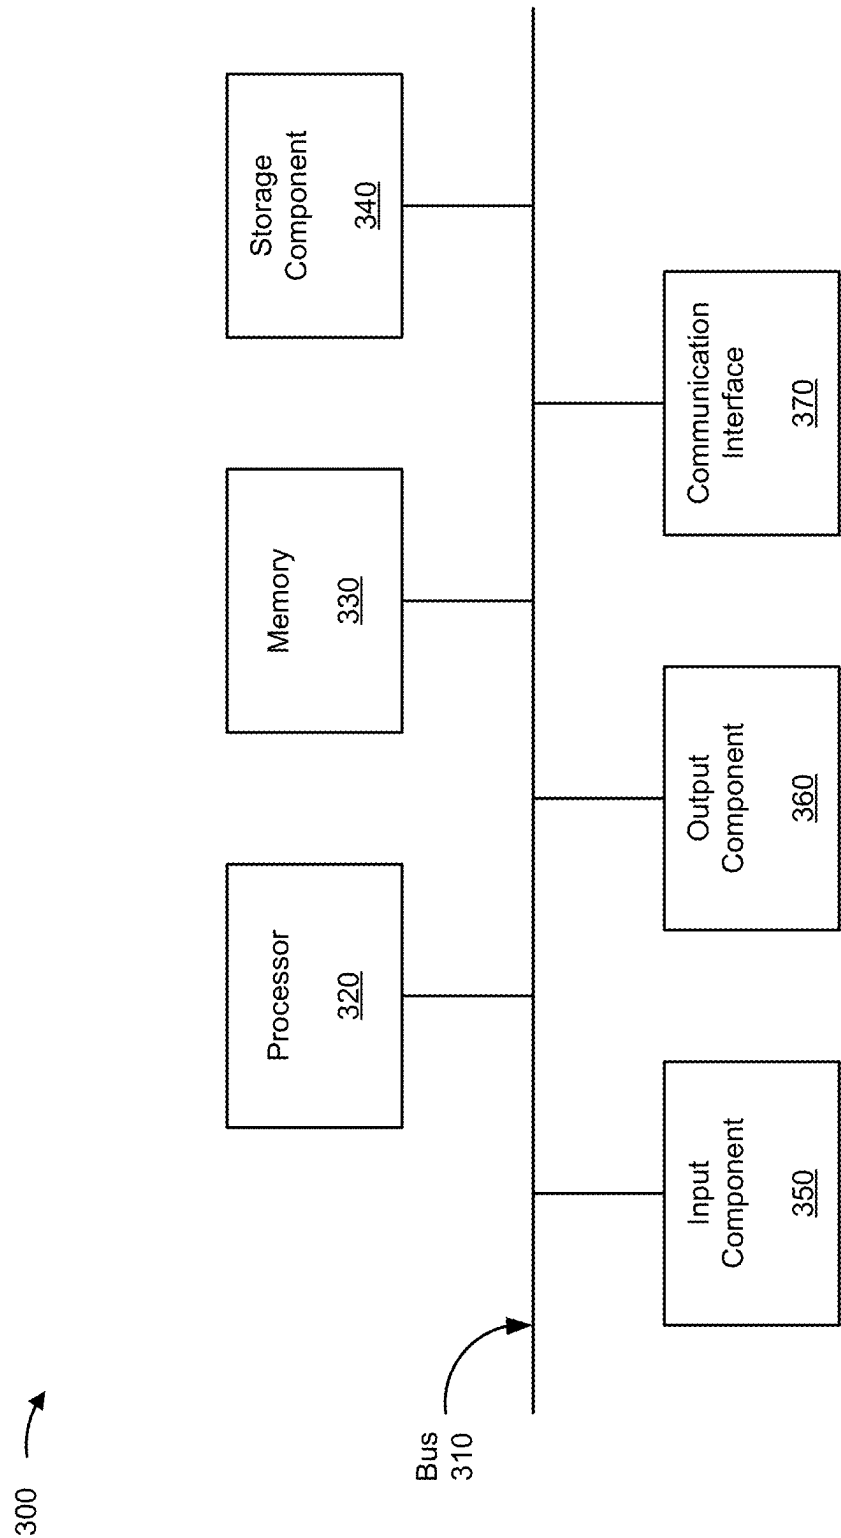 300
Bus
310
Processor
320
Memory
330
Storage
Component
340
Input
Component
350
Output
Component
360
Communication
Interface
370